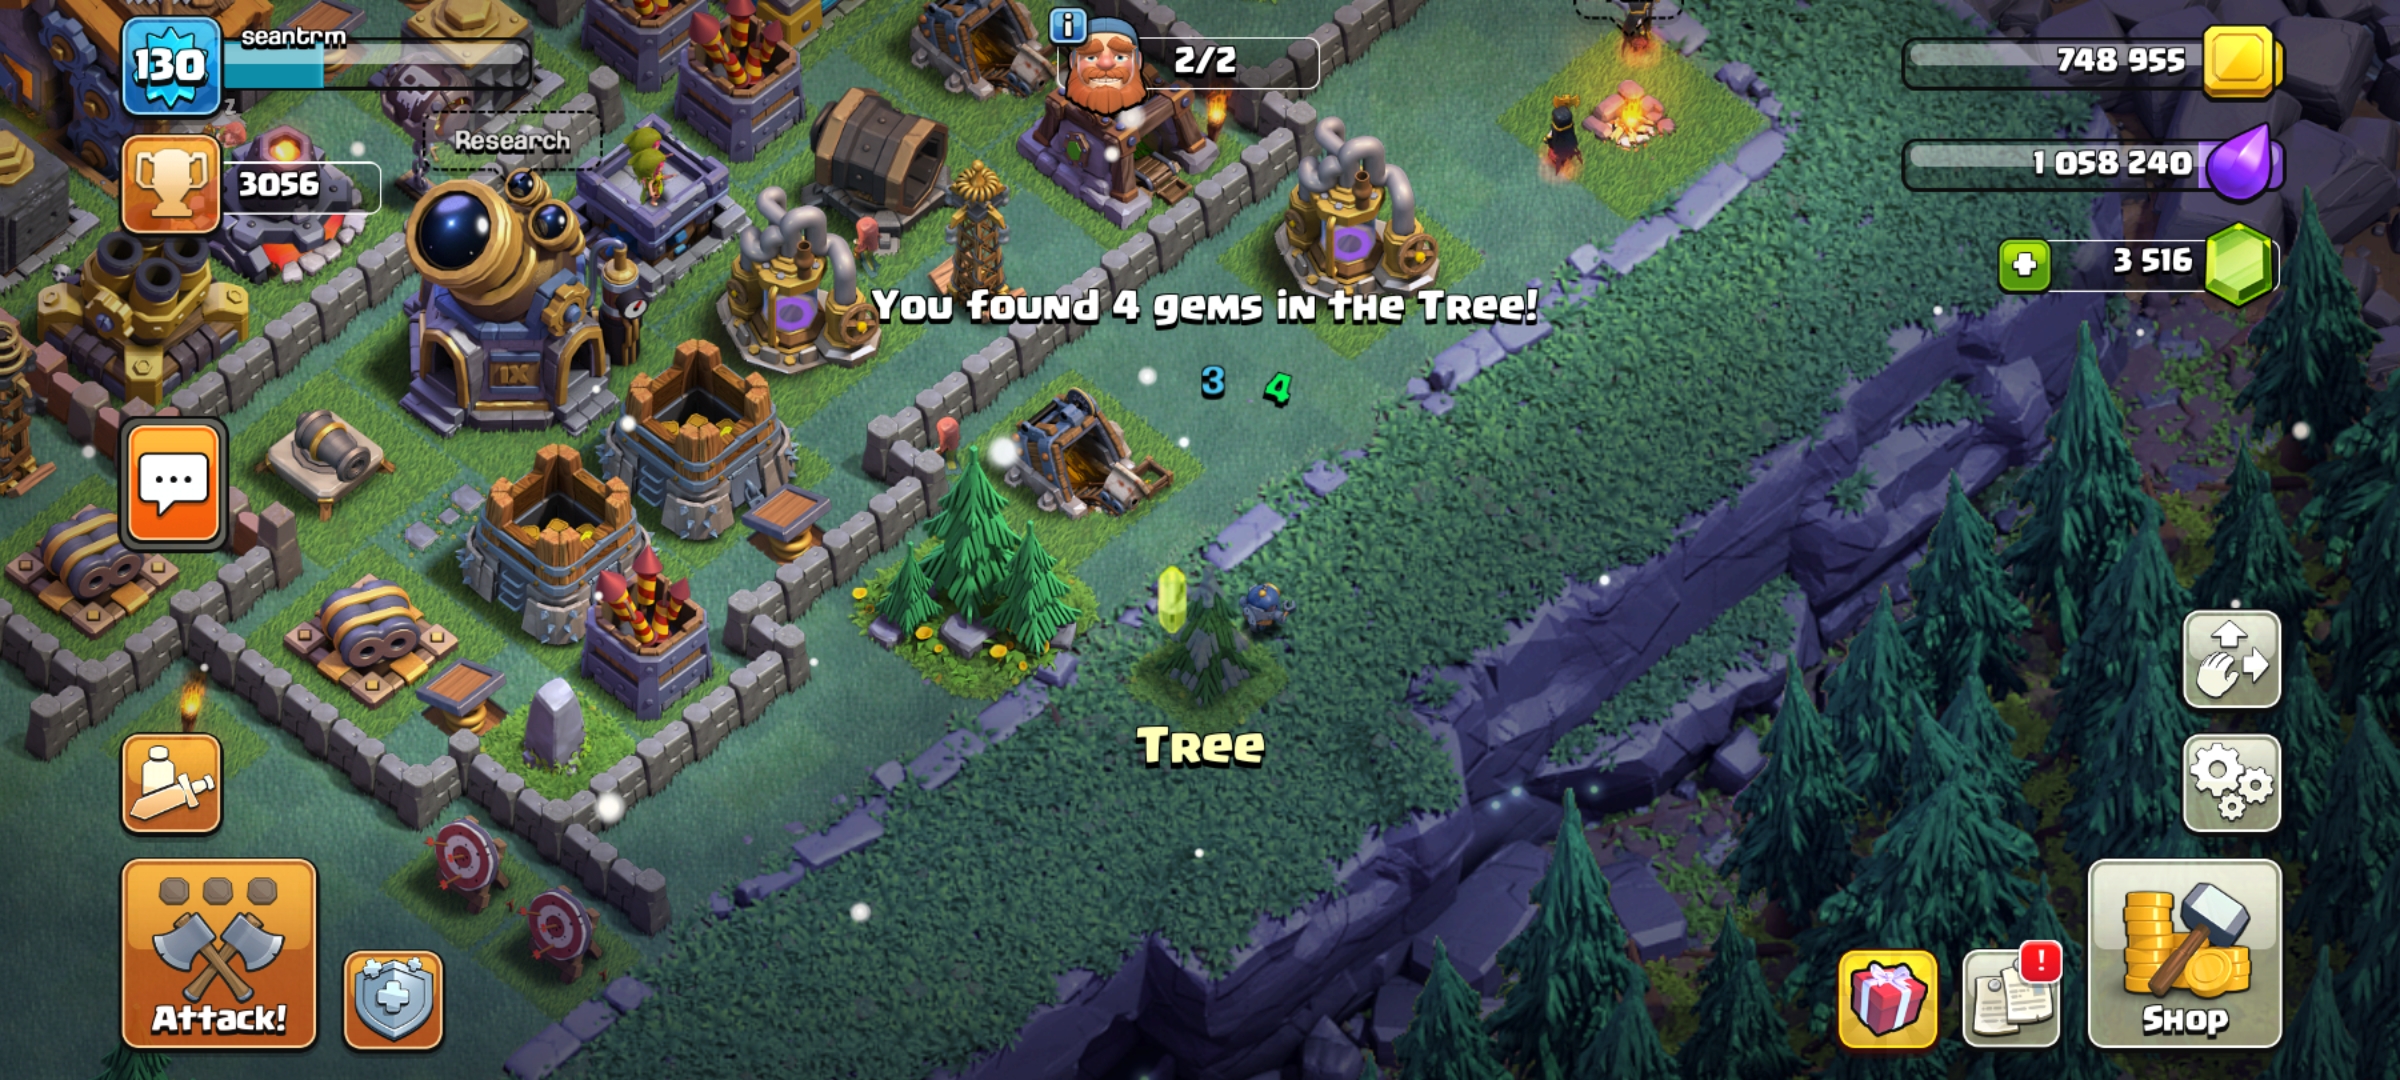 130
seantrm
2/2
748 955
Research
3056
1 058 240
3 516
You found 4 gems in the Tree!
3 4
IX
Tree
Attack!
Shop